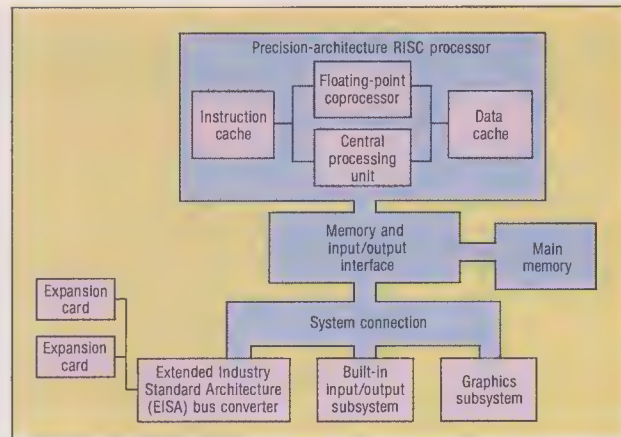 Precision-architecture RISC processor
Floating-point
coprocessor
Instruction
cache
Data
cache
Central
processing
unit
Memory and
input/output
interface
Main
memory
Expansion
card
System connection
Expansion
card
Extended Industry
Standard Architecture
(EISA) bus converter
Built-in
input/output
subsystem
Graphics
subsystem